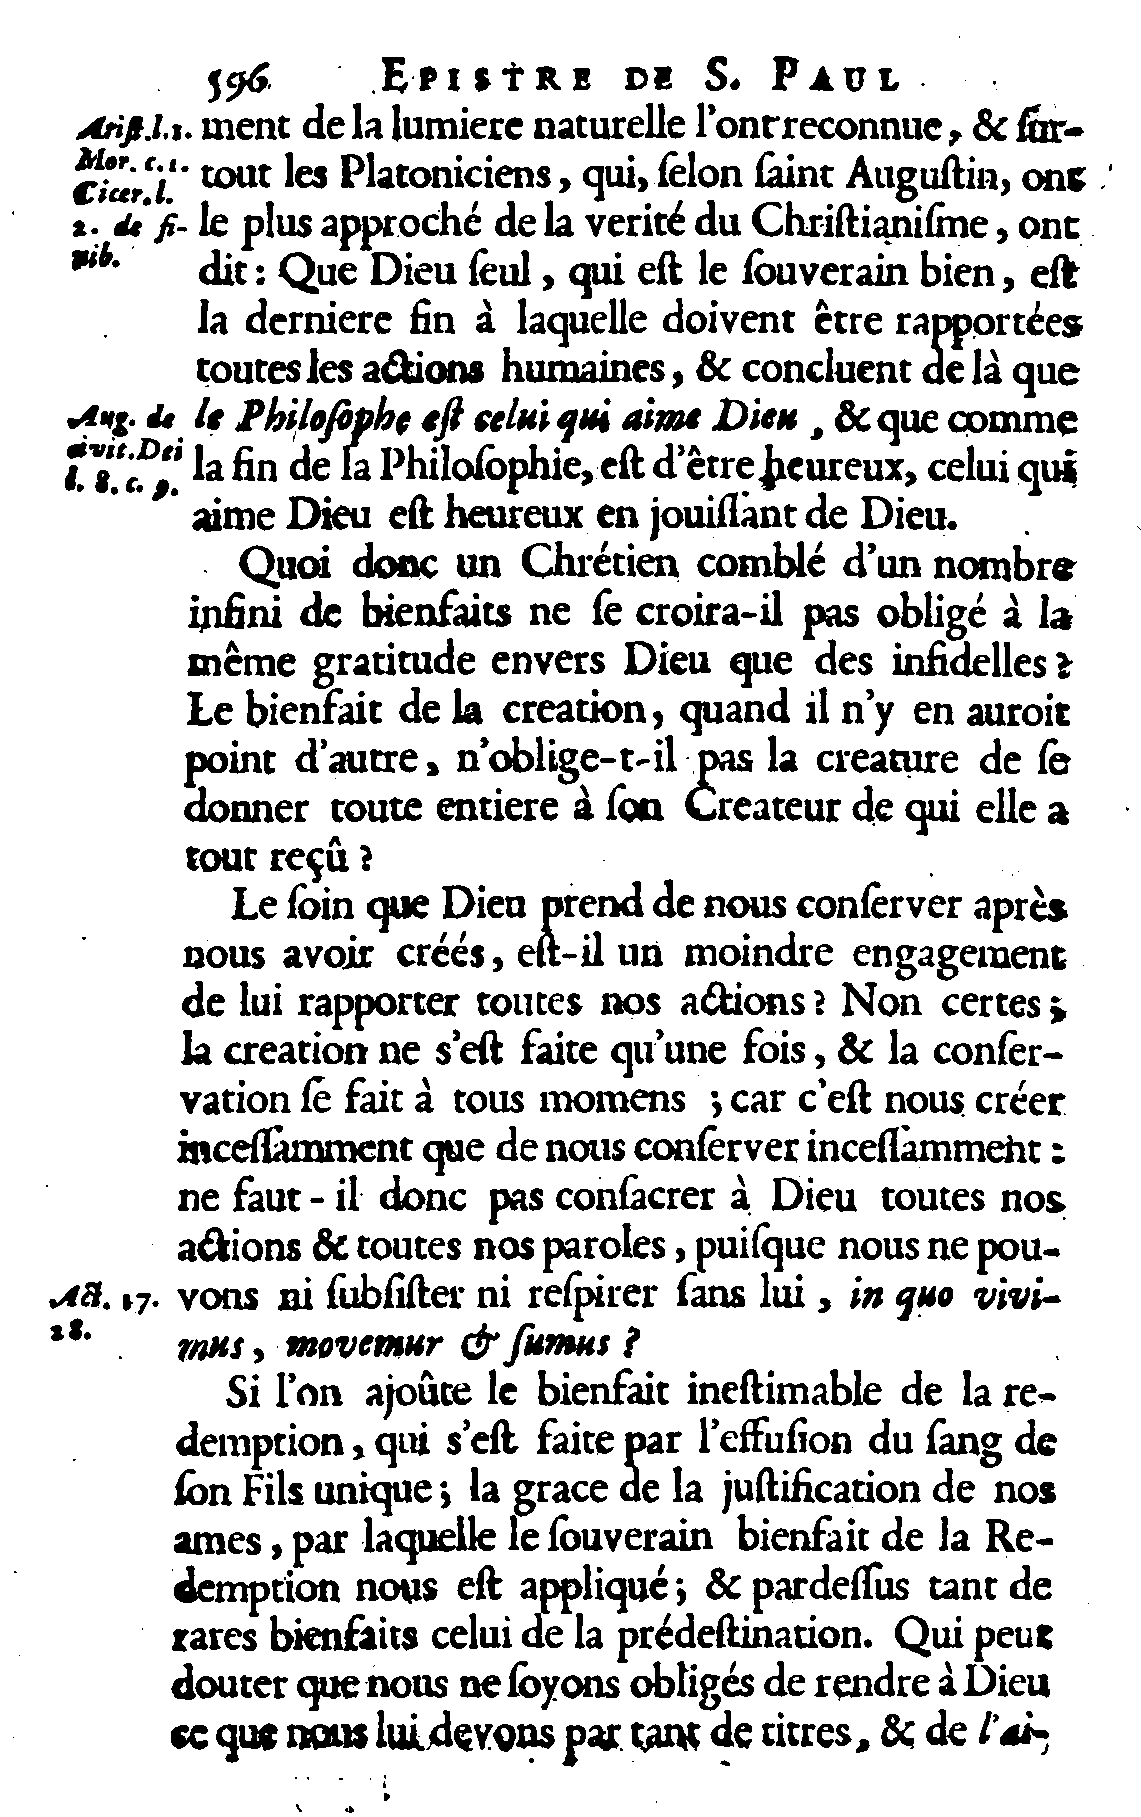 596 EPISTRE DE S. PAUL
Arist.l.1.
Mor. c.1.
Cicer.l.
2. de fi-
nib.
ment de la lumiere naturelle l'ont reconnue, & ſur-
tout les Platoniciens, qui, ſelon ſaint Auguſtin, ont
le plus approché de la verité du Chriſtianiſme, ont
dit : Que Dieu ſeul, qui eſt le ſouverain bien, eſt
la derniere fin à laquelle doivent être rapportées
toutes les actions humaines, & concluent de là que
Aug. de
civit.Dei
l. 8. c. 9.
le Philoſophe eſt celui qui aime Dieu, & que comme
la fin de la Philoſophie, eſt d'être heureux, celui qui
aime Dieu eſt heureux en jouiſſant de Dieu.
Quoi donc un Chrétien comblé d'un nombre
infini de bienfaits ne ſe croira-il pas obligé à la
même gratitude envers Dieu que des infidelles ?
Le bienfait de la creation, quand il n'y en auroit
point d'autre, n'oblige-t-il pas la creature de ſe
donner toute entiere à ſon Createur de qui elle a
tout reçû ?
Le ſoin que Dieu prend de nous conſerver après
nous avoir créés, eſt-il un moindre engagement
de lui rapporter toutes nos actions ? Non certes ;
la creation ne s'eſt faite qu'une fois, & la conſer-
vation ſe fait à tous momens ; car c'eſt nous créer
inceſſamment que de nous conſerver inceſſamment :
ne faut-il donc pas conſacrer à Dieu toutes nos
actions & toutes nos paroles, puiſque nous ne pou-
Act. 17.
28.
vons ni ſubſiſter ni reſpirer ſans lui, in quo vivi-
mus, movemur & ſumus ?
Si l'on ajoûte le bienfait ineſtimable de la re-
demption, qui s'eſt faite par l'effuſion du ſang de
ſon Fils unique ; la grace de la juſtification de nos
ames, par laquelle le ſouverain bienfait de la Re-
demption nous eſt appliqué ; & pardeſſus tant de
rares bienfaits celui de la prédeſtination. Qui peut
douter que nous ne ſoyons obligés de rendre à Dieu
ce que nous lui devons par tant de titres, & de l'ai-